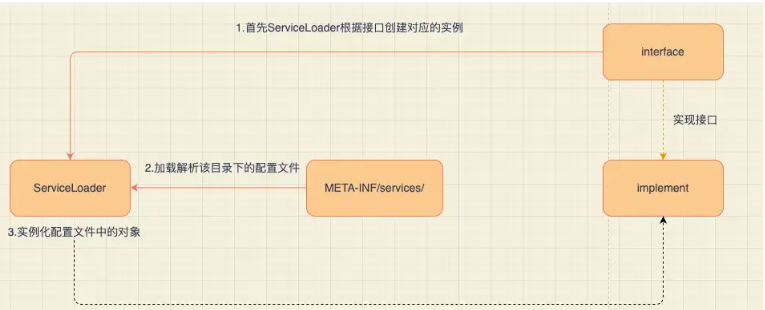 1.首先ServiceLoader根据接口创建对应的实例
interface
实现接口
2.加载解析该目录下的配置文件
ServiceLoader
META-INF/services/
implement
3.实例化配置文件中的对象